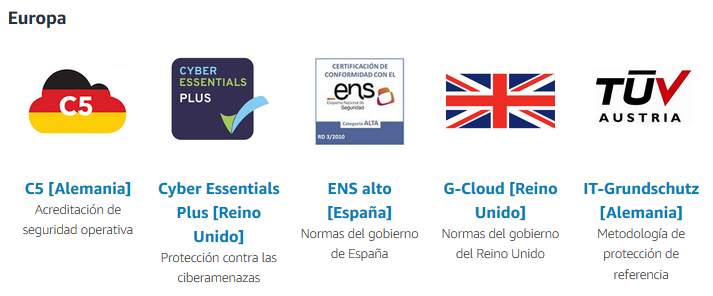 Europa
C5
CYBER
ESSENTIALS
PLUS
CERTIFICACIÓN DE
CONFORMIDAD CON EL
ens
Esquema Nacional de
Seguridad
Categoría ALTA
RD 3/2010
TÜV
AUSTRIA
C5 [Alemania]
Acreditación de
seguridad operativa
Cyber Essentials
Plus [Reino
Unido]
Protección contra las
ciberamenazas
ENS alto
[España]
Normas del gobierno
de España
G-Cloud [Reino
Unido]
Normas del gobierno
del Reino Unido
IT-Grundschutz
[Alemania]
Metodología de
protección de
referencia